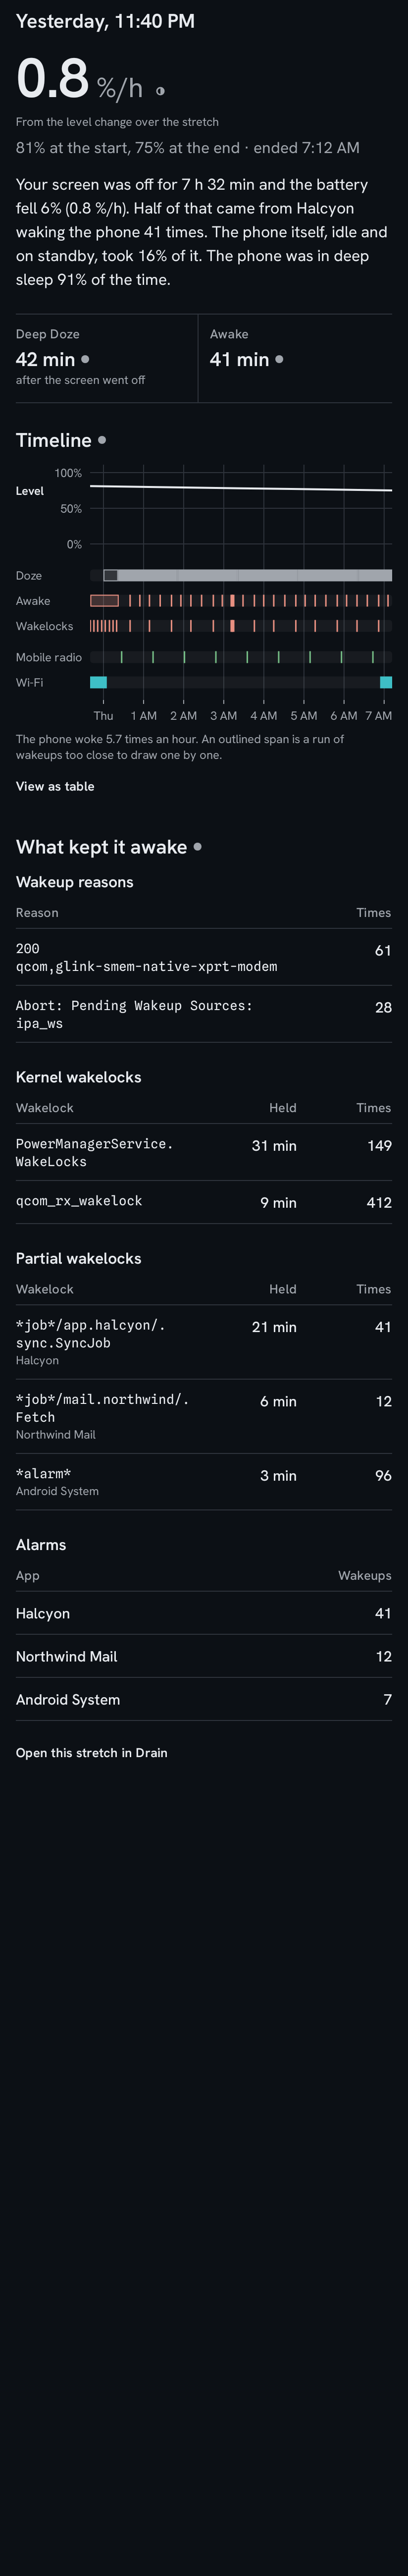 Yesterday, 11:40 PM
0.8 %/h
From the level change over the stretch
81% at the start, 75% at the end · ended 7:12 AM
Your screen was off for 7 h 32 min and the battery
fell 6% (0.8 %/h). Half of that came from Halcyon
waking the phone 41 times. The phone itself, idle and
on standby, took 16% of it. The phone was in deep
sleep 91% of the time.
Deep Doze
42 min
after the screen went off
Awake
41 min
Timeline
100%
Level
50%
0%
Doze
Awake
Wakelocks
Mobile radio
Wi-Fi
Thu 1 AM 2 AM 3 AM 4 AM 5 AM 6 AM 7 AM
The phone woke 5.7 times an hour. An outlined span is a run of
wakeups too close to draw one by one.
View as table
What kept it awake
Wakeup reasons
Reason Times
200
qcom,glink-smem-native-xprt-modem 61
Abort: Pending Wakeup Sources:
ipa_ws 28
Kernel wakelocks
Wakelock Held Times
PowerManagerService.
WakeLocks 31 min 149
qcom_rx_wakelock 9 min 412
Partial wakelocks
Wakelock Held Times
*job*/app.halcyon/.
sync.SyncJob 21 min 41
Halcyon
*job*/mail.northwind/.
Fetch 6 min 12
Northwind Mail
*alarm* 3 min 96
Android System
Alarms
App Wakeups
Halcyon 41
Northwind Mail 12
Android System 7
Open this stretch in Drain